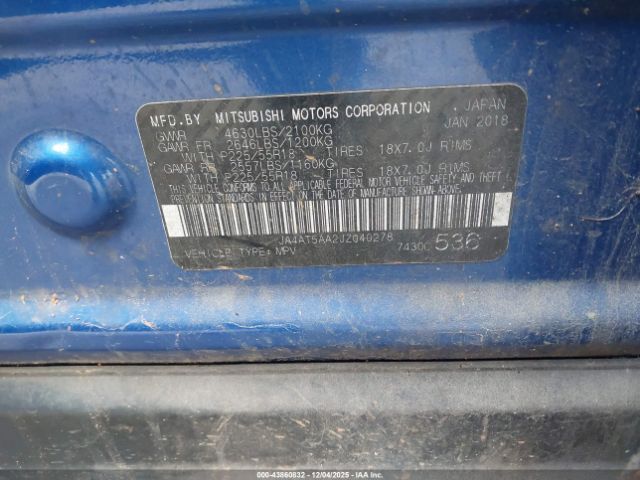 MFD.BY MITSUBISHI MOTORS CORPORATION JAPAN
GVWR 4630LBS/2100KG JAN 2018
GAWR FR 2646LBS/1200KG
WITH P225/55R18 TIRES 18X7.0J RIMS
GAWR RR LBS/1160KG
WITH P225/55R18 TIRES 18X7.0J RIMS
THIS VEHICLE CONFORMS TO ALL APPLICABLE FEDERAL MOTOR VEHICLE SAFETY AND THEFT
PREVENTION STANDARDS IN EFFECT ON THE DATE OF MANUFACTURE SHOWN ABOVE.
JA4AT5AA2JZ040278
VEHICLE TYPE: MPV 7430C 536
000-43860832 - 12/04/2025 - IAAI.COM